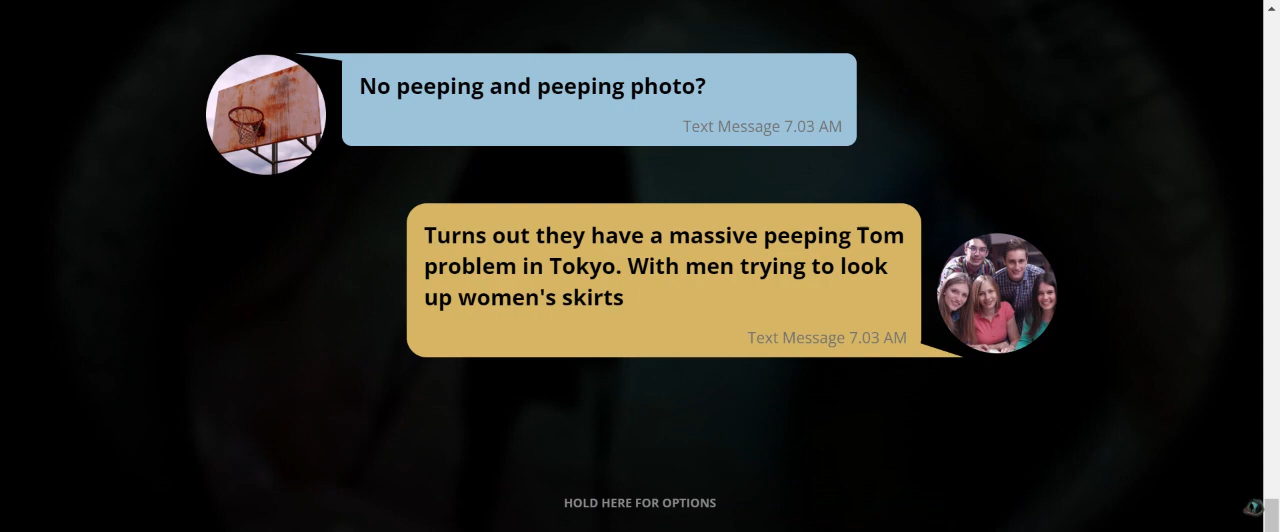 No peeping and peeping photo?
Text Message 7.03 AM
Turns out they have a massive peeping Tom
problem in Tokyo. With men trying to look
up women's skirts
Text Message 7.03 AM
HOLD HERE FOR OPTIONS